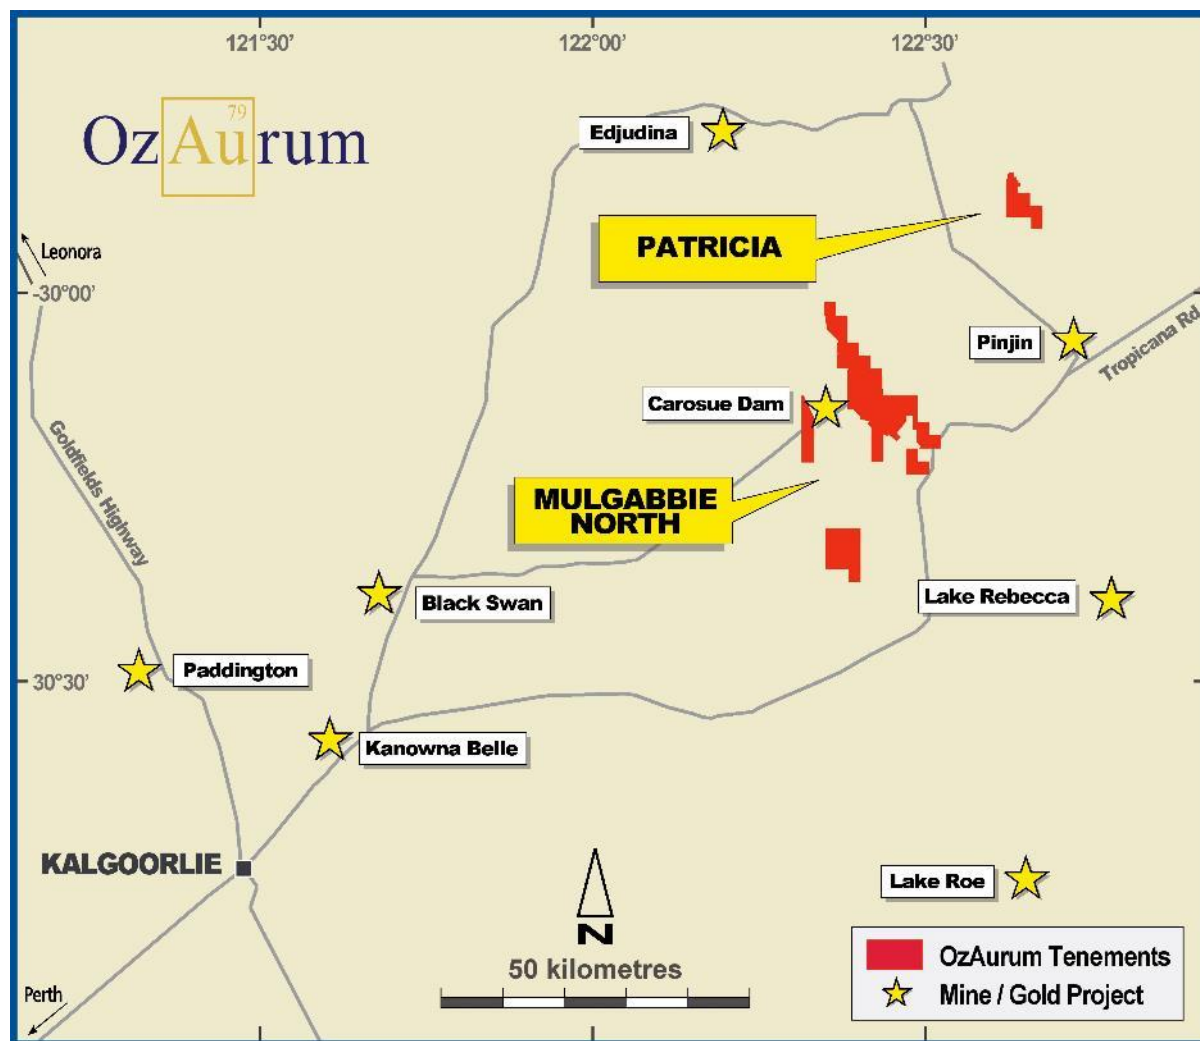 121°30'
122°00'
122°30'
79
OzAurum
Edjudina
PATRICIA
Leonora
-30°00'
Pinjin
Tropicana Rd
Carosue Dam
Goldfields Highway
MULGABBIE
NORTH
Black Swan
Lake Rebecca
Paddington
30°30'
Kanowna Belle
KALGOORLIE
Lake Roe
N
50 kilometres
OzAurum Tenements
Mine / Gold Project
Perth